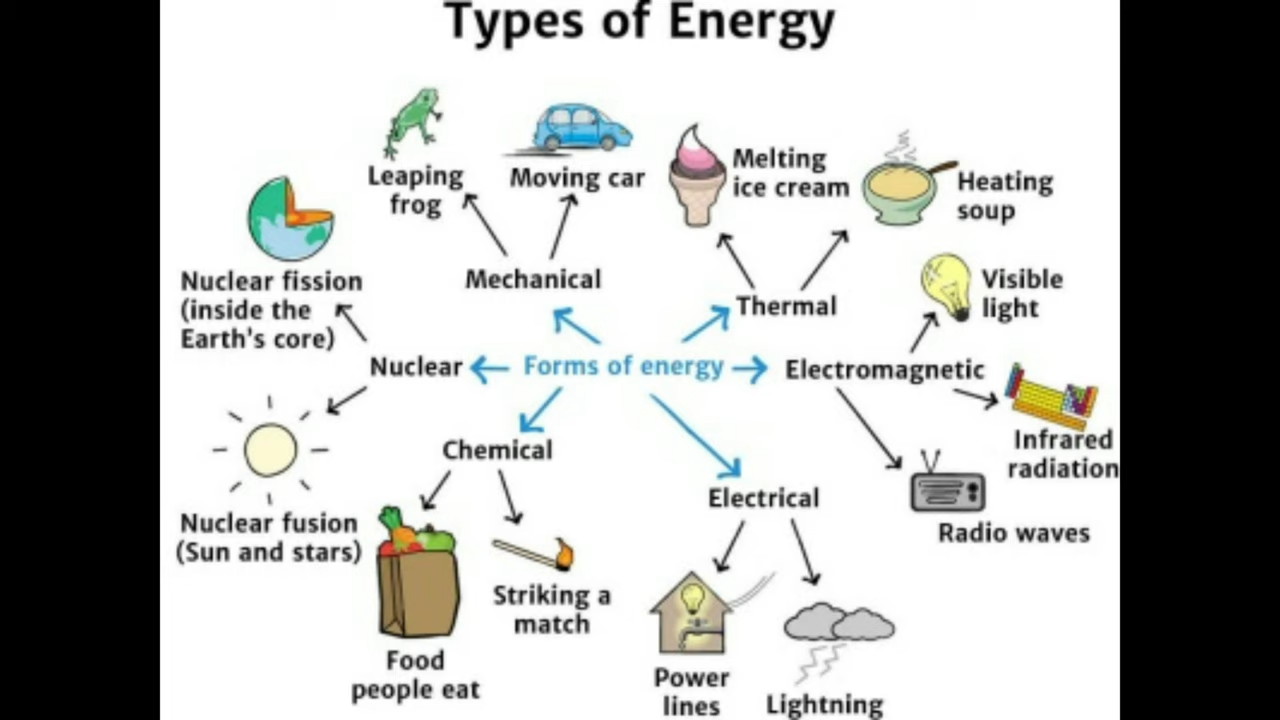 Types of Energy
Leaping
frog
Moving car
Melting
ice cream
Heating
soup
Nuclear fission
(inside the
Earth's core)
Mechanical
Thermal
Visible
light
Nuclear
Forms of energy
Electromagnetic
Infrared
radiation
Chemical
Electrical
Radio waves
Nuclear fusion
(Sun and stars)
Striking a
match
Food
people eat
Power
lines
Lightning